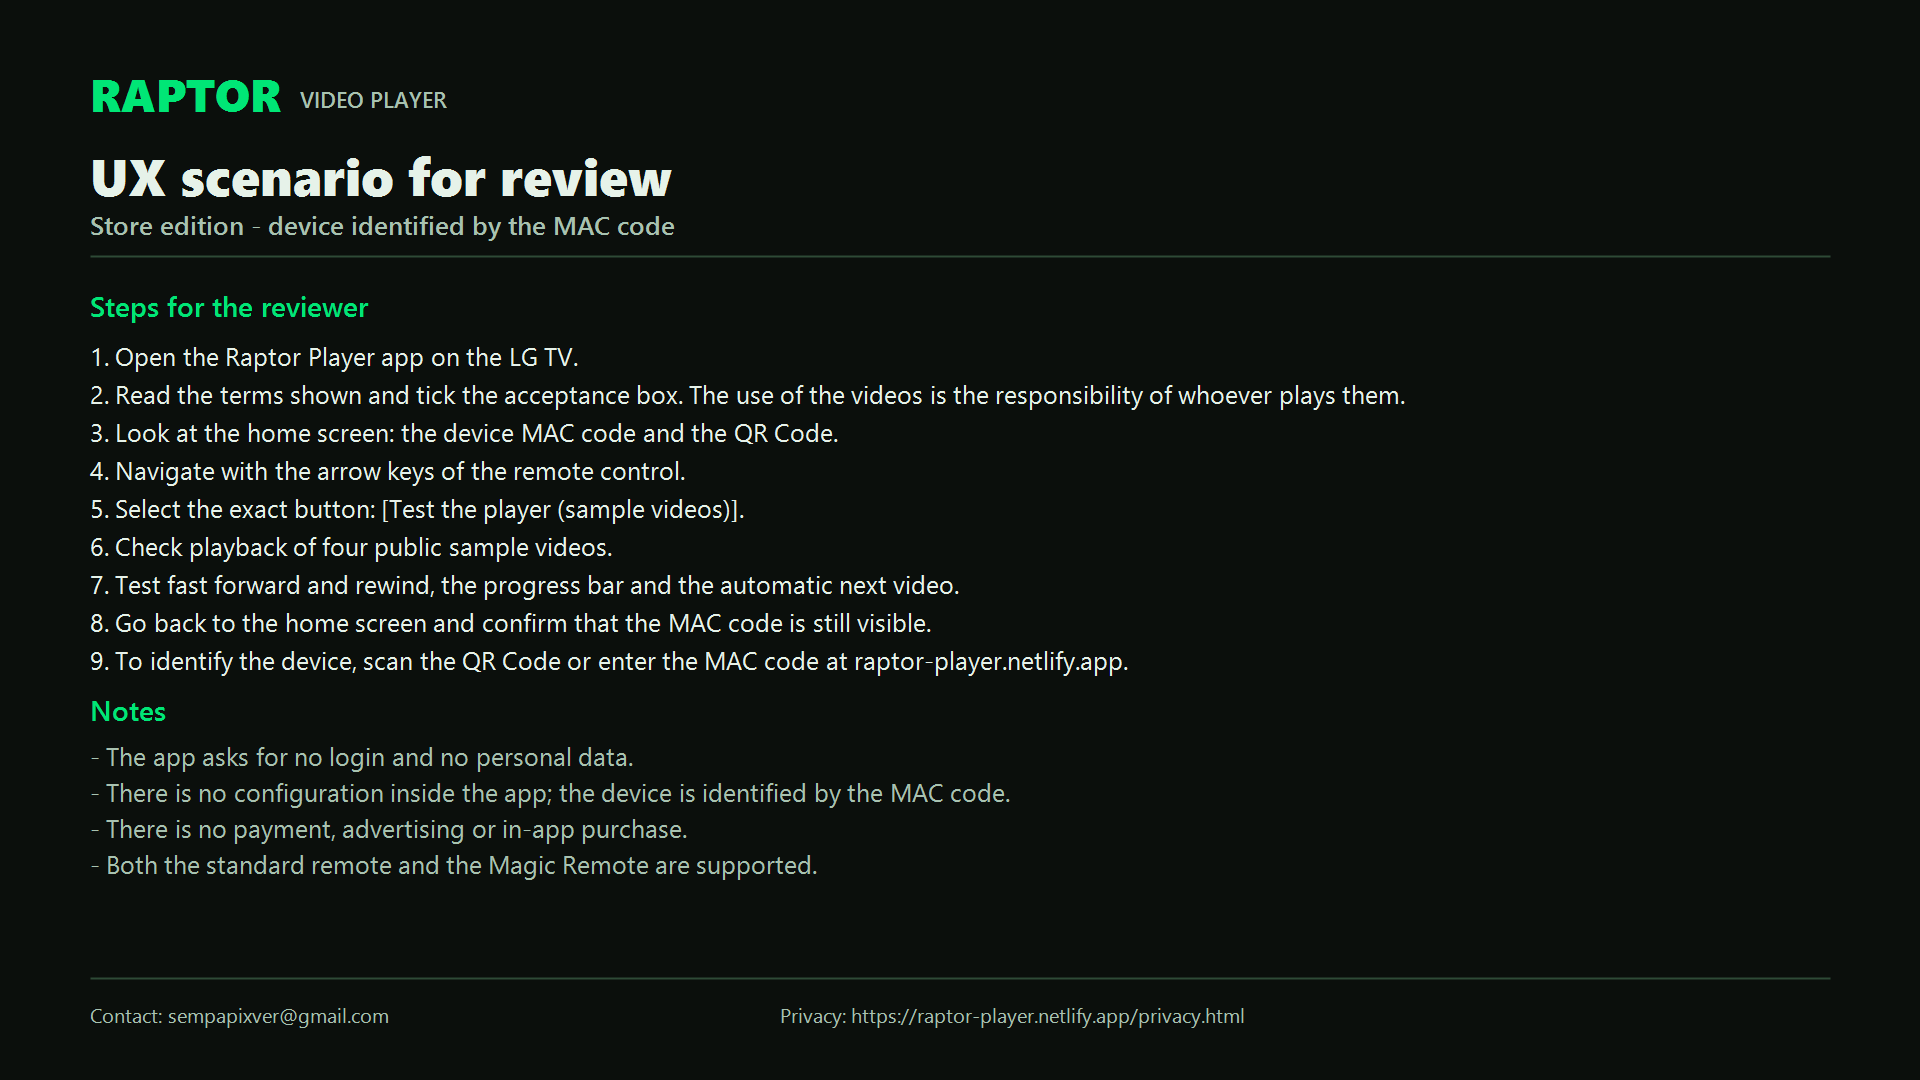 RAPTOR VIDEO PLAYER
UX scenario for review
Store edition - device identified by the MAC code
Steps for the reviewer
1. Open the Raptor Player app on the LG TV.
2. Read the terms shown and tick the acceptance box. The use of the videos is the responsibility of whoever plays them.
3. Look at the home screen: the device MAC code and the QR Code.
4. Navigate with the arrow keys of the remote control.
5. Select the exact button: [Test the player (sample videos)].
6. Check playback of four public sample videos.
7. Test fast forward and rewind, the progress bar and the automatic next video.
8. Go back to the home screen and confirm that the MAC code is still visible.
9. To identify the device, scan the QR Code or enter the MAC code at raptor-player.netlify.app.
Notes
- The app asks for no login and no personal data.
- There is no configuration inside the app; the device is identified by the MAC code.
- There is no payment, advertising or in-app purchase.
- Both the standard remote and the Magic Remote are supported.
Contact: sempapixver@gmail.com
Privacy: https://raptor-player.netlify.app/privacy.html